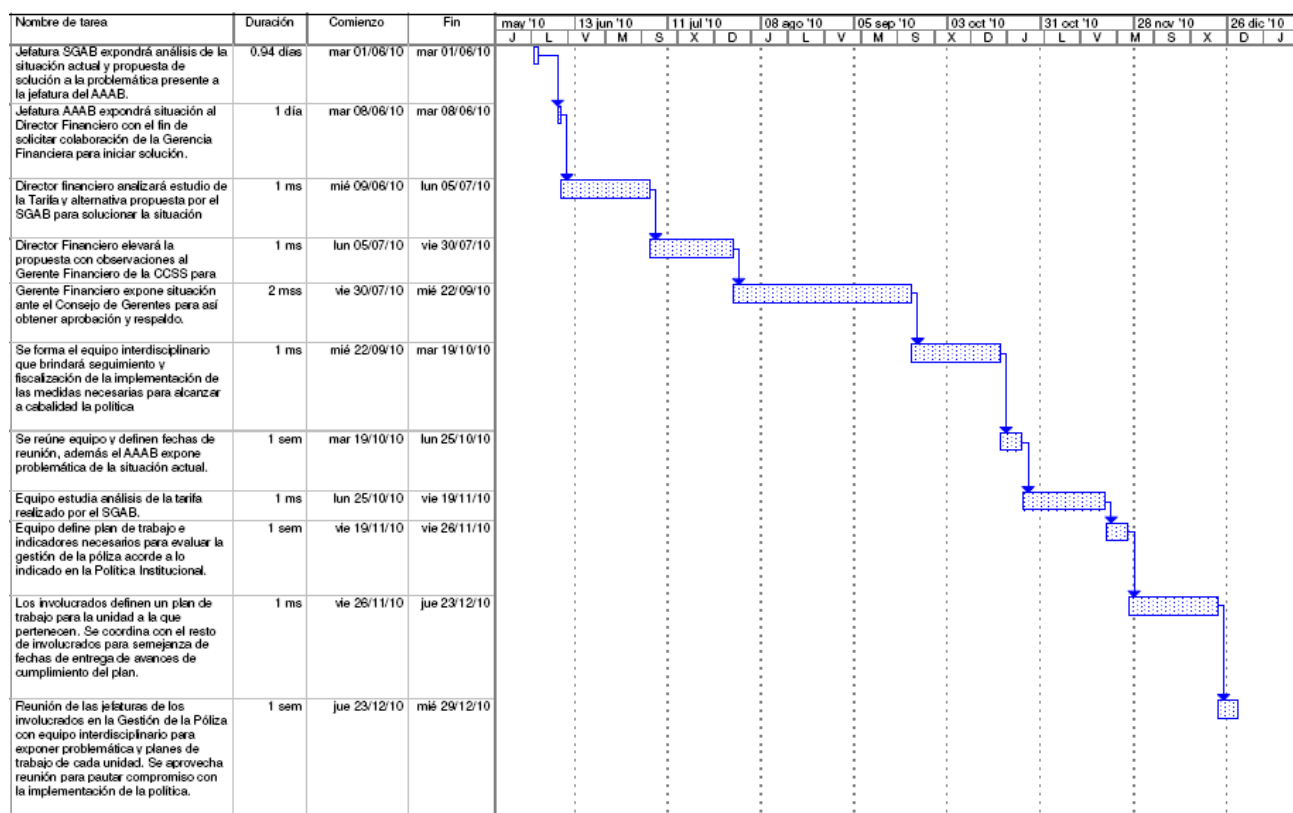 Nombre de tarea Duración Comienzo Fin may '10 13 jun '10 11 jul '10 08 ago '10 05 sep '10 03 oct '10 31 oct '10 28 nov '10 26 dic '10
J L V M S X D J L V M S X D J L V M S X D J
Jefatura SGAB expondrá análisis de la 0.94 días mar 01/06/10 mar 01/06/10
situación actual y propuesta de
solución a la problemática presente a
la jefatura del AAAB.
Jefatura AAAB expondrá situación al 1 día mar 08/06/10 mar 08/06/10
Director Financiero con el fin de
solicitar colaboración de la Gerencia
Financiera para iniciar solución.
Director financiero analizará estudio de 1 ms mié 09/06/10 lun 05/07/10
la Tarifa y alternativa propuesta por el
SGAB para solucionar la situación
Director Financiero elevará la 1 ms lun 05/07/10 vie 30/07/10
propuesta con observaciones al
Gerente Financiero de la CCSS para
Gerente Financiero expone situación 2 mss vie 30/07/10 mié 22/09/10
ante el Consejo de Gerentes para así
obtener aprobación y respaldo.
Se forma el equipo interdisciplinario 1 ms mié 22/09/10 mar 19/10/10
que brindará seguimiento y
fiscalización de la implementación de
las medidas necesarias para alcanzar
a cabalidad la política
Se reúne equipo y definen fechas de 1 sem mar 19/10/10 lun 25/10/10
reunión, además el AAAB expone
problemática de la situación actual.
Equipo estudia análisis de la tarifa 1 ms lun 25/10/10 vie 19/11/10
realizado por el SGAB.
Equipo define plan de trabajo e 1 sem vie 19/11/10 vie 26/11/10
indicadores necesarios para evaluar la
gestión de la póliza acorde a lo
indicado en la Política Institucional.
Los involucrados definen un plan de 1 ms vie 26/11/10 jue 23/12/10
trabajo para la unidad a la que
pertenecen. Se coordina con el resto
de involucrados para semejanza de
fechas de entrega de avances de
cumplimiento del plan.
Reunión de las jefaturas de los 1 sem jue 23/12/10 mié 29/12/10
involucrados en la Gestión de la Póliza
con equipo interdisciplinario para
exponer problemática y planes de
trabajo de cada unidad. Se aprovecha
reunión para pautar compromiso con
la implementación de la política.